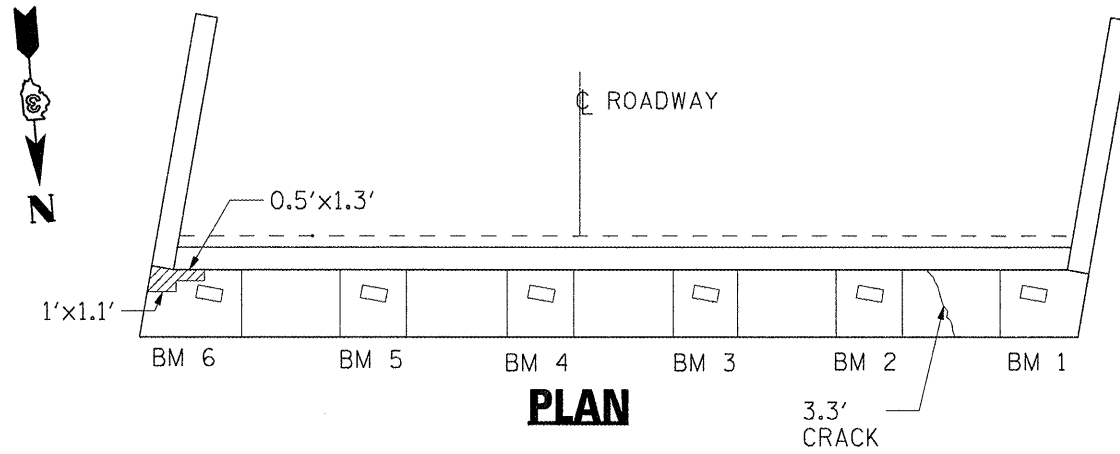 ℄ ROADWAY
0.5'x1.3'
N
1'x1.1'
BM 6
BM 5
BM 4
BM 3
BM 2
BM 1
PLAN
3.3'
CRACK